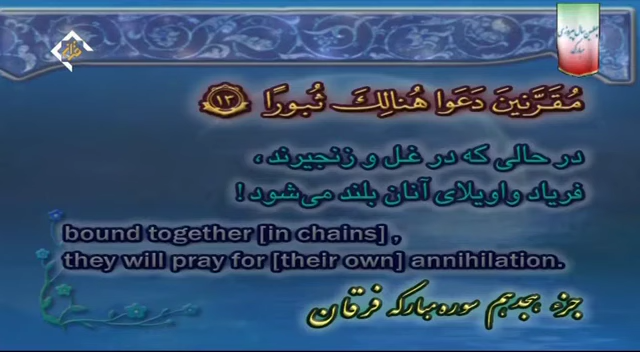 مُقَرَّنِينَ دَعَوْا هُنَالِكَ ثُبُورًا ﴿١٣﴾
در حالی که در غل و زنجیرند ،
فریاد واویلای آنان بلند می‌شود !
bound together [in chains] ,
they will pray for [their own] annihilation.
جزء هجدهم سوره مبارکه فرقان